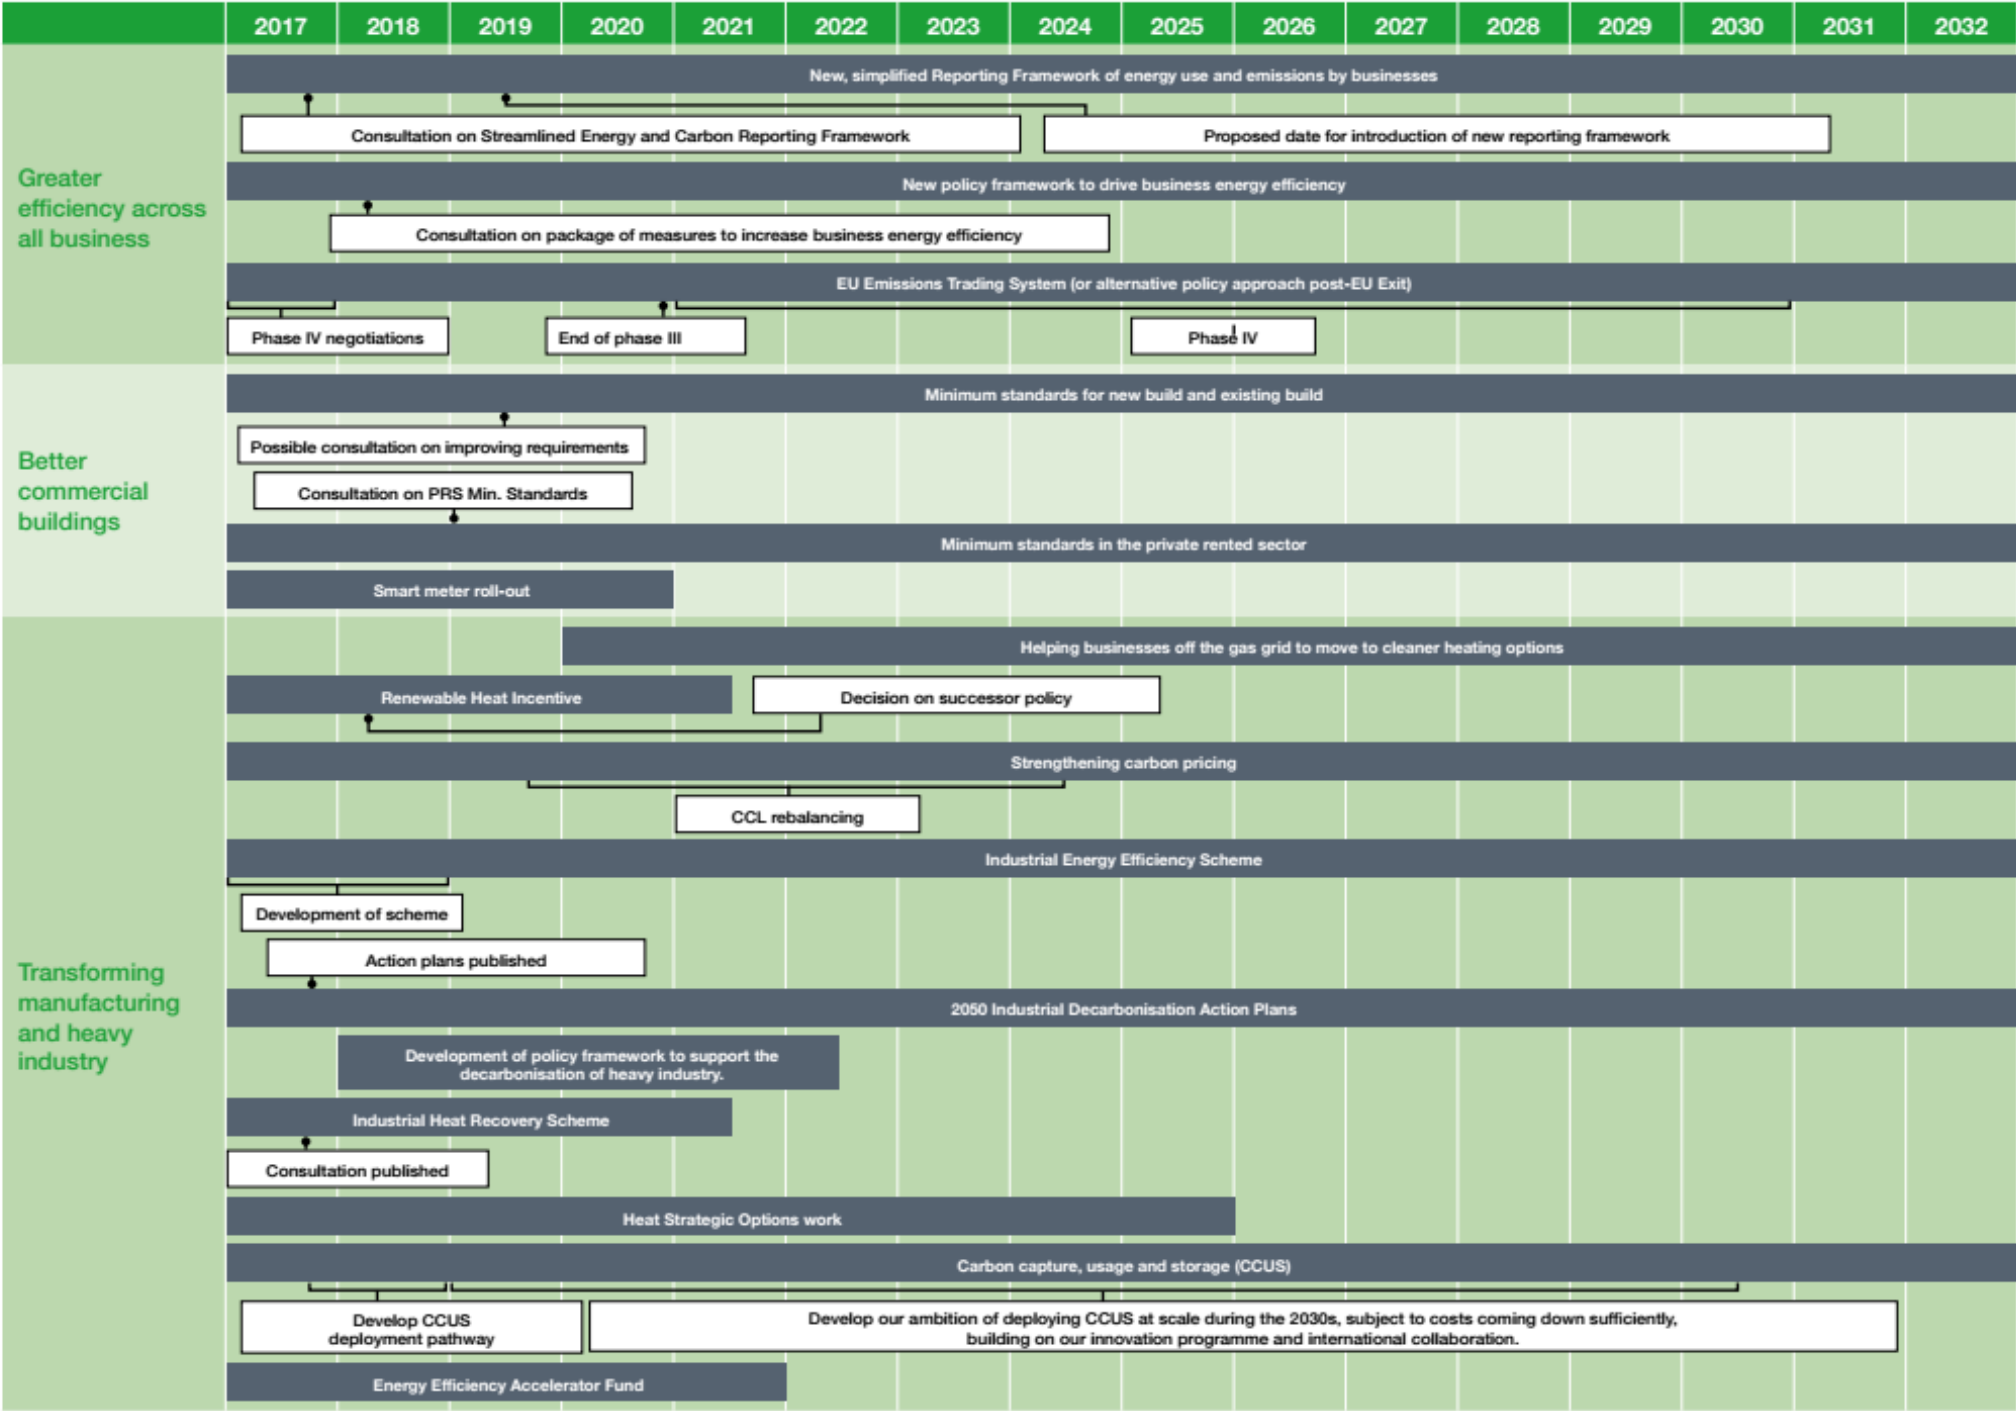 2017 2018 2019 2020 2021 2022 2023 2024 2025 2026 2027 2028 2029 2030 2031 2032
Greater
efficiency across
all business
New, simplified Reporting Framework of energy use and emissions by businesses
Consultation on Streamlined Energy and Carbon Reporting Framework
Proposed date for introduction of new reporting framework
New policy framework to drive business energy efficiency
Consultation on package of measures to increase business energy efficiency
EU Emissions Trading System (or alternative policy approach post-EU Exit)
Phase IV negotiations
End of phase III
Phase IV
Better
commercial
buildings
Minimum standards for new build and existing build
Possible consultation on improving requirements
Consultation on PRS Min. Standards
Minimum standards in the private rented sector
Smart meter roll-out
Transforming
manufacturing
and heavy
industry
Helping businesses off the gas grid to move to cleaner heating options
Renewable Heat Incentive
Decision on successor policy
Strengthening carbon pricing
CCL rebalancing
Industrial Energy Efficiency Scheme
Development of scheme
Action plans published
2050 Industrial Decarbonisation Action Plans
Development of policy framework to support the
decarbonisation of heavy industry.
Industrial Heat Recovery Scheme
Consultation published
Heat Strategic Options work
Carbon capture, usage and storage (CCUS)
Develop CCUS
deployment pathway
Develop our ambition of deploying CCUS at scale during the 2030s, subject to costs coming down sufficiently,
building on our innovation programme and international collaboration.
Energy Efficiency Accelerator Fund